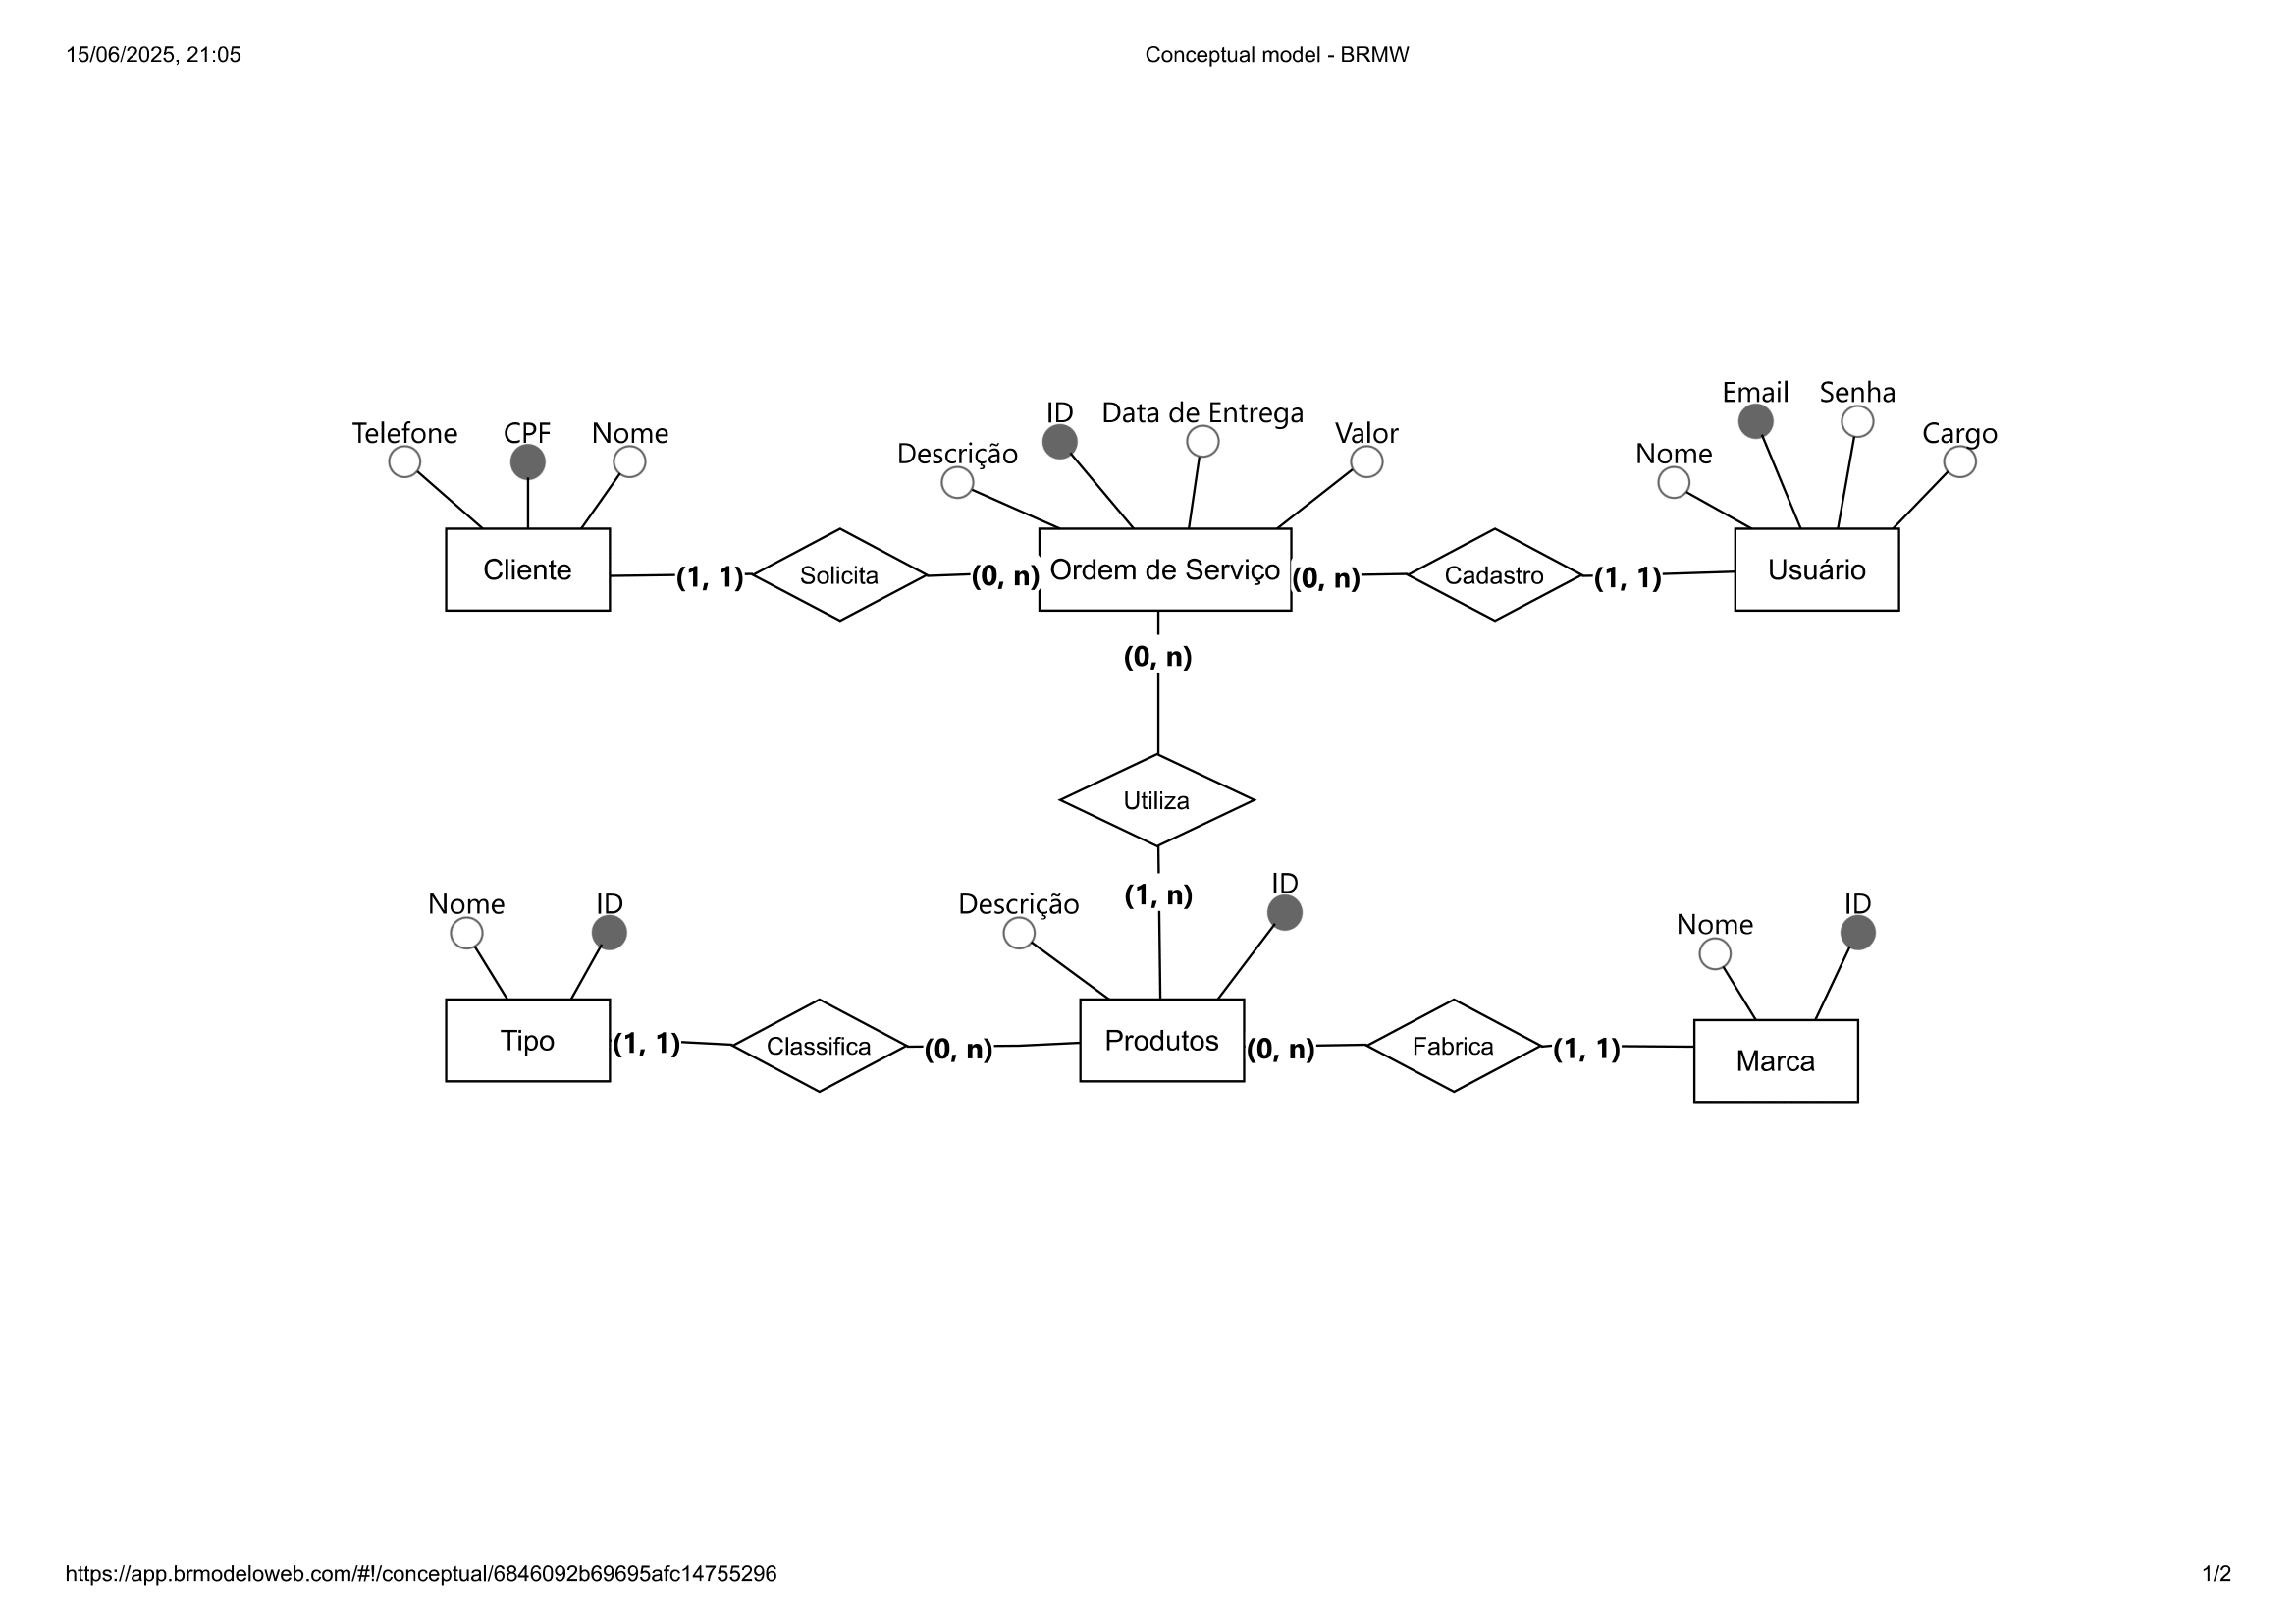 15/06/2025, 21:05
Conceptual model - BRMW
Email
Senha
ID
Data de Entrega
Telefone
CPF
Nome
Valor
Cargo
Descrição
Nome
Cliente
(1, 1)
Solicita
(0, n)
Ordem de Serviço
(0, n)
Cadastro
(1, 1)
Usuário
(0, n)
Utiliza
(1, n)
ID
Nome
ID
Descrição
Nome
ID
Tipo
(1, 1)
Classifica
(0, n)
Produtos
(0, n)
Fabrica
(1, 1)
Marca
https://app.brmodeloweb.com/#!/conceptual/6846092b69695afc14755296
1/2